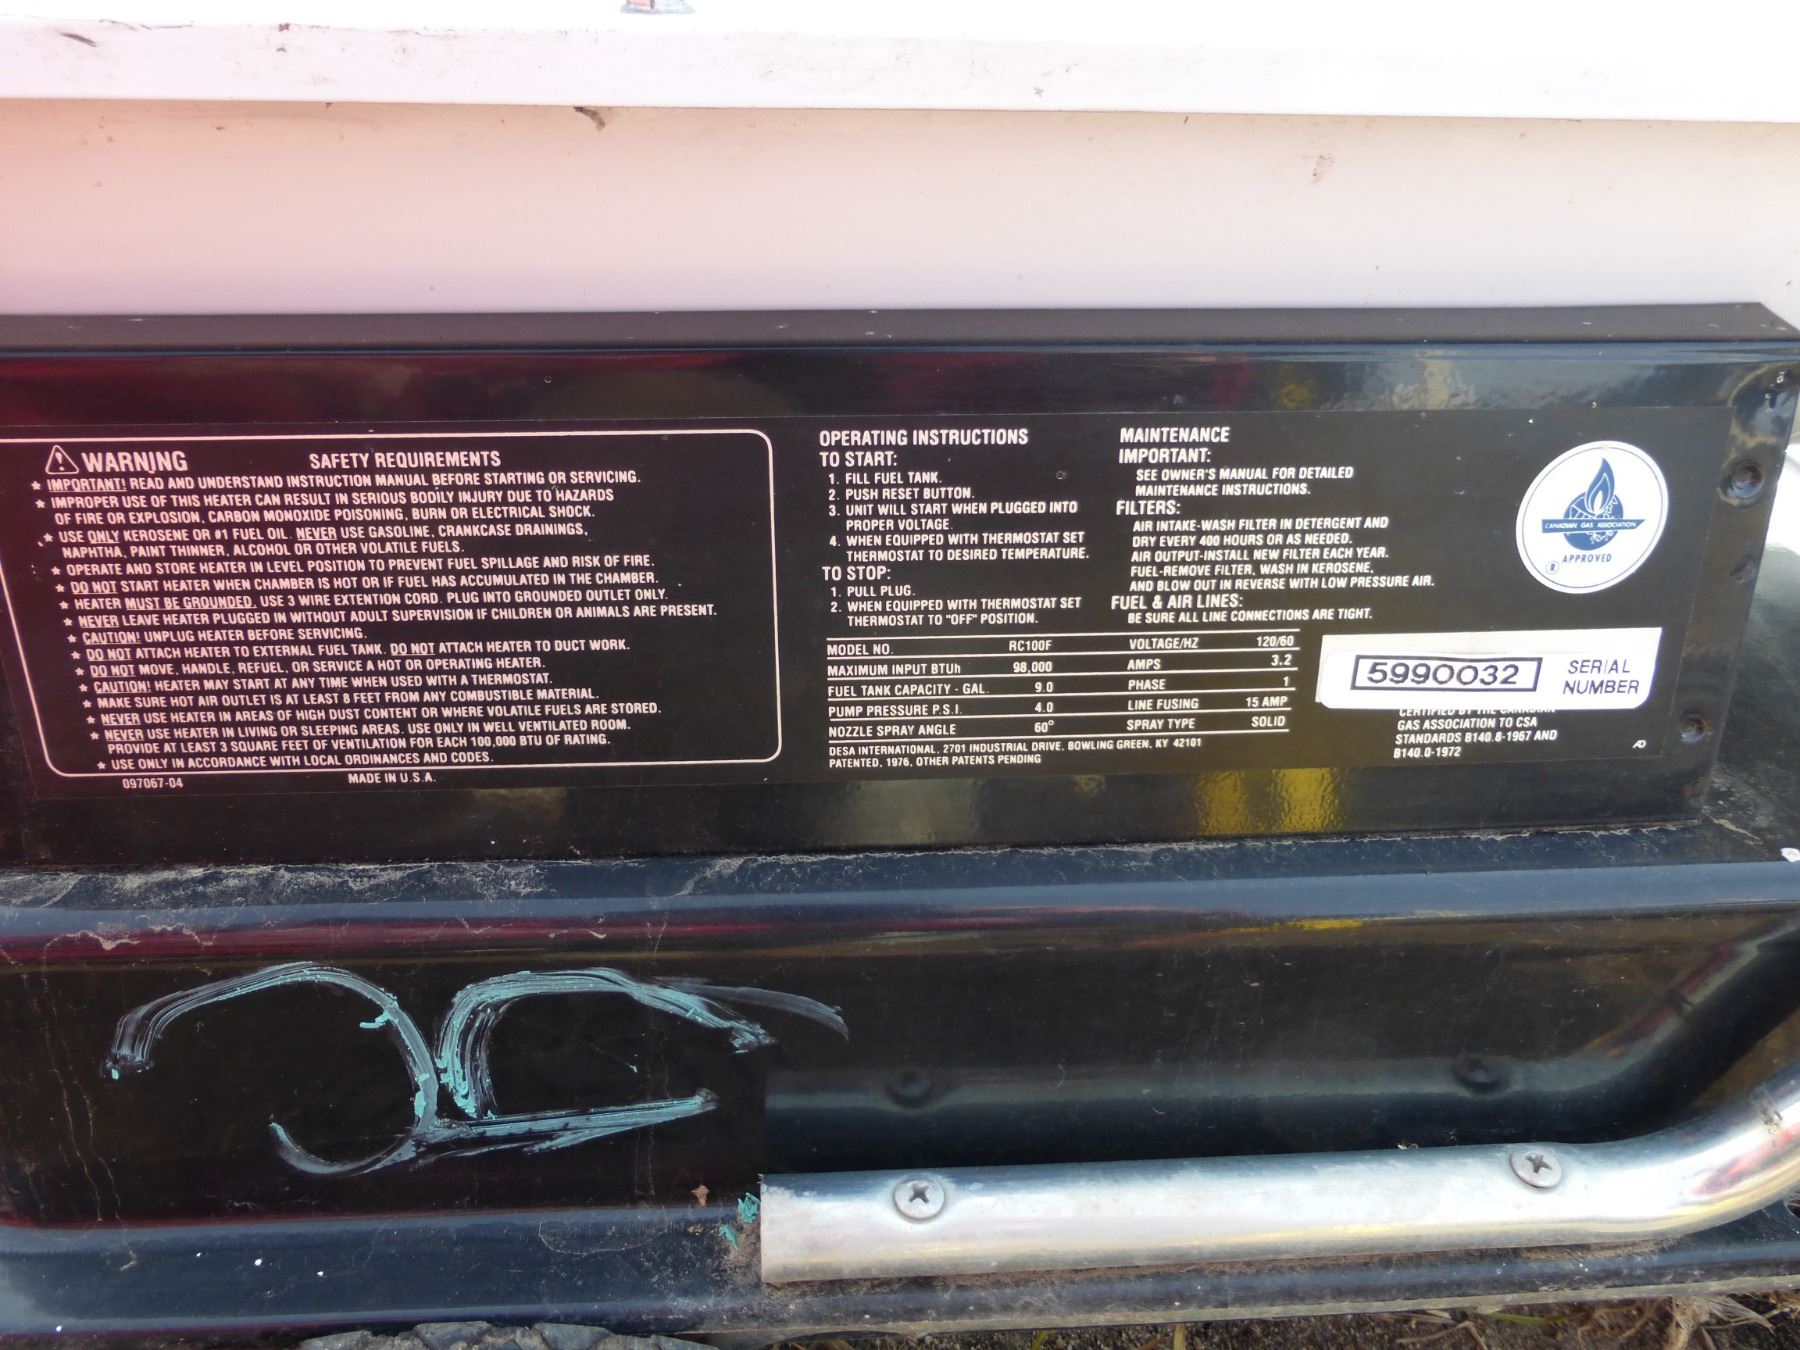 WARNING SAFETY REQUIREMENTS
★ IMPORTANT! READ AND UNDERSTAND INSTRUCTION MANUAL BEFORE STARTING OR SERVICING.
★ IMPROPER USE OF THIS HEATER CAN RESULT IN SERIOUS BODILY INJURY DUE TO HAZARDS
OF FIRE OR EXPLOSION, CARBON MONOXIDE POISONING, BURN OR ELECTRICAL SHOCK.
★ USE ONLY KEROSENE OR #1 FUEL OIL. NEVER USE GASOLINE, CRANKCASE DRAININGS,
NAPHTHA, PAINT THINNER, ALCOHOL OR OTHER VOLATILE FUELS.
★ OPERATE AND STORE HEATER IN LEVEL POSITION TO PREVENT FUEL SPILLAGE AND RISK OF FIRE.
★ DO NOT START HEATER WHEN CHAMBER IS HOT OR IF FUEL HAS ACCUMULATED IN THE CHAMBER.
★ HEATER MUST BE GROUNDED. USE 3 WIRE EXTENTION CORD. PLUG INTO GROUNDED OUTLET ONLY.
★ NEVER LEAVE HEATER PLUGGED IN WITHOUT ADULT SUPERVISION IF CHILDREN OR ANIMALS ARE PRESENT.
★ CAUTION! UNPLUG HEATER BEFORE SERVICING.
★ DO NOT ATTACH HEATER TO EXTERNAL FUEL TANK. DO NOT ATTACH HEATER TO DUCT WORK.
★ DO NOT MOVE, HANDLE, REFUEL, OR SERVICE A HOT OR OPERATING HEATER.
★ CAUTION! HEATER MAY START AT ANY TIME WHEN USED WITH A THERMOSTAT.
★ MAKE SURE HOT AIR OUTLET IS AT LEAST 8 FEET FROM ANY COMBUSTIBLE MATERIAL.
★ NEVER USE HEATER IN AREAS OF HIGH DUST CONTENT OR WHERE VOLATILE FUELS ARE STORED.
★ NEVER USE HEATER IN LIVING OR SLEEPING AREAS. USE ONLY IN WELL VENTILATED ROOM.
PROVIDE AT LEAST 3 SQUARE FEET OF VENTILATION FOR EACH 100,000 BTU OF RATING.
★ USE ONLY IN ACCORDANCE WITH LOCAL ORDINANCES AND CODES.
097067-04 MADE IN U.S.A.
OPERATING INSTRUCTIONS
TO START:
1. FILL FUEL TANK.
2. PUSH RESET BUTTON.
3. UNIT WILL START WHEN PLUGGED INTO
PROPER VOLTAGE.
4. WHEN EQUIPPED WITH THERMOSTAT SET
THERMOSTAT TO DESIRED TEMPERATURE.
TO STOP:
1. PULL PLUG.
2. WHEN EQUIPPED WITH THERMOSTAT SET
THERMOSTAT TO "OFF" POSITION.
MAINTENANCE
IMPORTANT:
SEE OWNER'S MANUAL FOR DETAILED
MAINTENANCE INSTRUCTIONS.
FILTERS:
AIR INTAKE-WASH FILTER IN DETERGENT AND
DRY EVERY 400 HOURS OR AS NEEDED.
AIR OUTPUT-INSTALL NEW FILTER EACH YEAR.
FUEL-REMOVE FILTER, WASH IN KEROSENE,
AND BLOW OUT IN REVERSE WITH LOW PRESSURE AIR.
FUEL & AIR LINES:
BE SURE ALL LINE CONNECTIONS ARE TIGHT.
MODEL NO. RC100F VOLTAGE/HZ 120/60
MAXIMUM INPUT BTUh 98,000 AMPS 3.2
FUEL TANK CAPACITY - GAL. 9.0 PHASE 1
PUMP PRESSURE P.S.I. 4.0 LINE FUSING 15 AMP
NOZZLE SPRAY ANGLE 60° SPRAY TYPE SOLID
DESA INTERNATIONAL, 2701 INDUSTRIAL DRIVE, BOWLING GREEN, KY 42101
PATENTED, 1976, OTHER PATENTS PENDING
CANADIAN GAS ASSOCIATION
® APPROVED
5990032 SERIAL
NUMBER
CERTIFIED BY THE CANADIAN
GAS ASSOCIATION TO CSA
STANDARDS B140.8-1967 AND
B140.0-1972